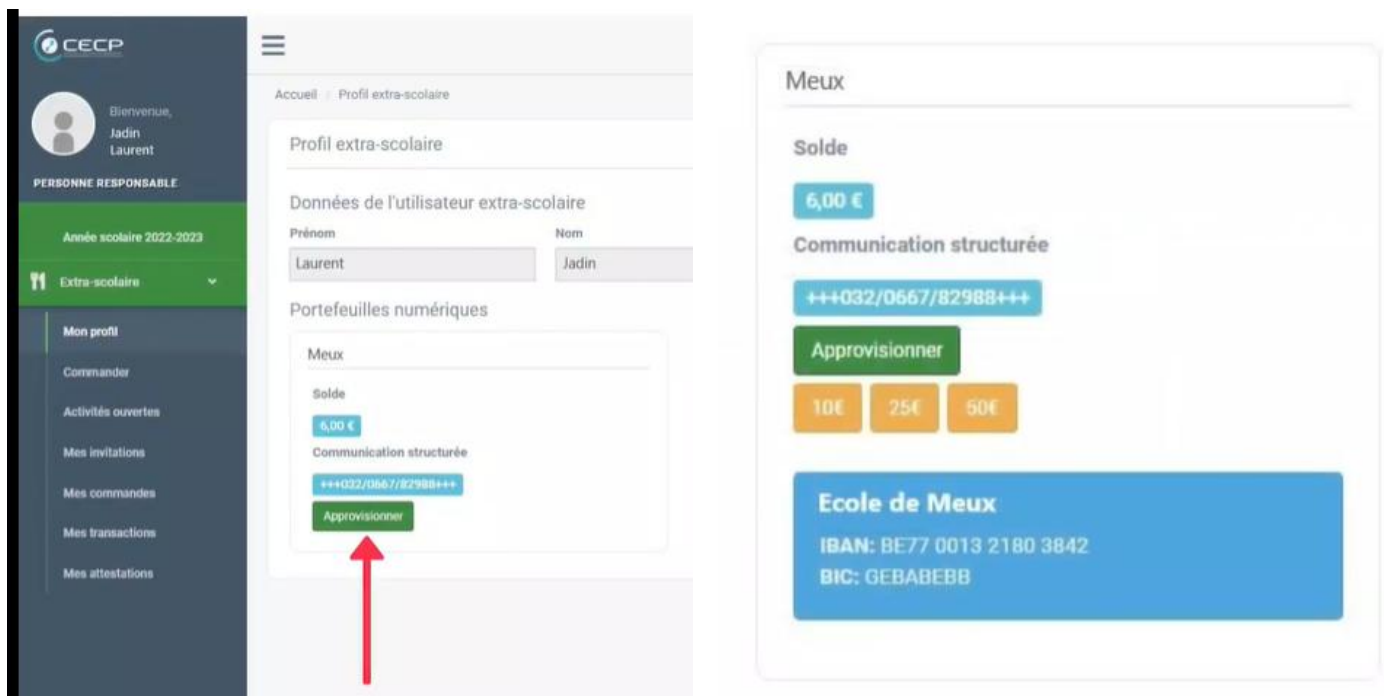 CECP
Bienvenue,
Jadin
Laurent
PERSONNE RESPONSABLE
Année scolaire 2022-2023
Extra-scolaire
Mon profil
Commander
Activités ouvertes
Mes invitations
Mes commandes
Mes transactions
Mes attestations
Accueil / Profil extra-scolaire
Profil extra-scolaire
Données de l'utilisateur extra-scolaire
Prénom Nom
Laurent Jadin
Portefeuilles numériques
Meux
Solde
6,00 €
Communication structurée
+++032/0667/82988+++
Approvisionner
Meux
Solde
6,00 €
Communication structurée
+++032/0667/82988+++
Approvisionner
10€ 25€ 50€
Ecole de Meux
IBAN: BE77 0013 2180 3842
BIC: GEBABEBB